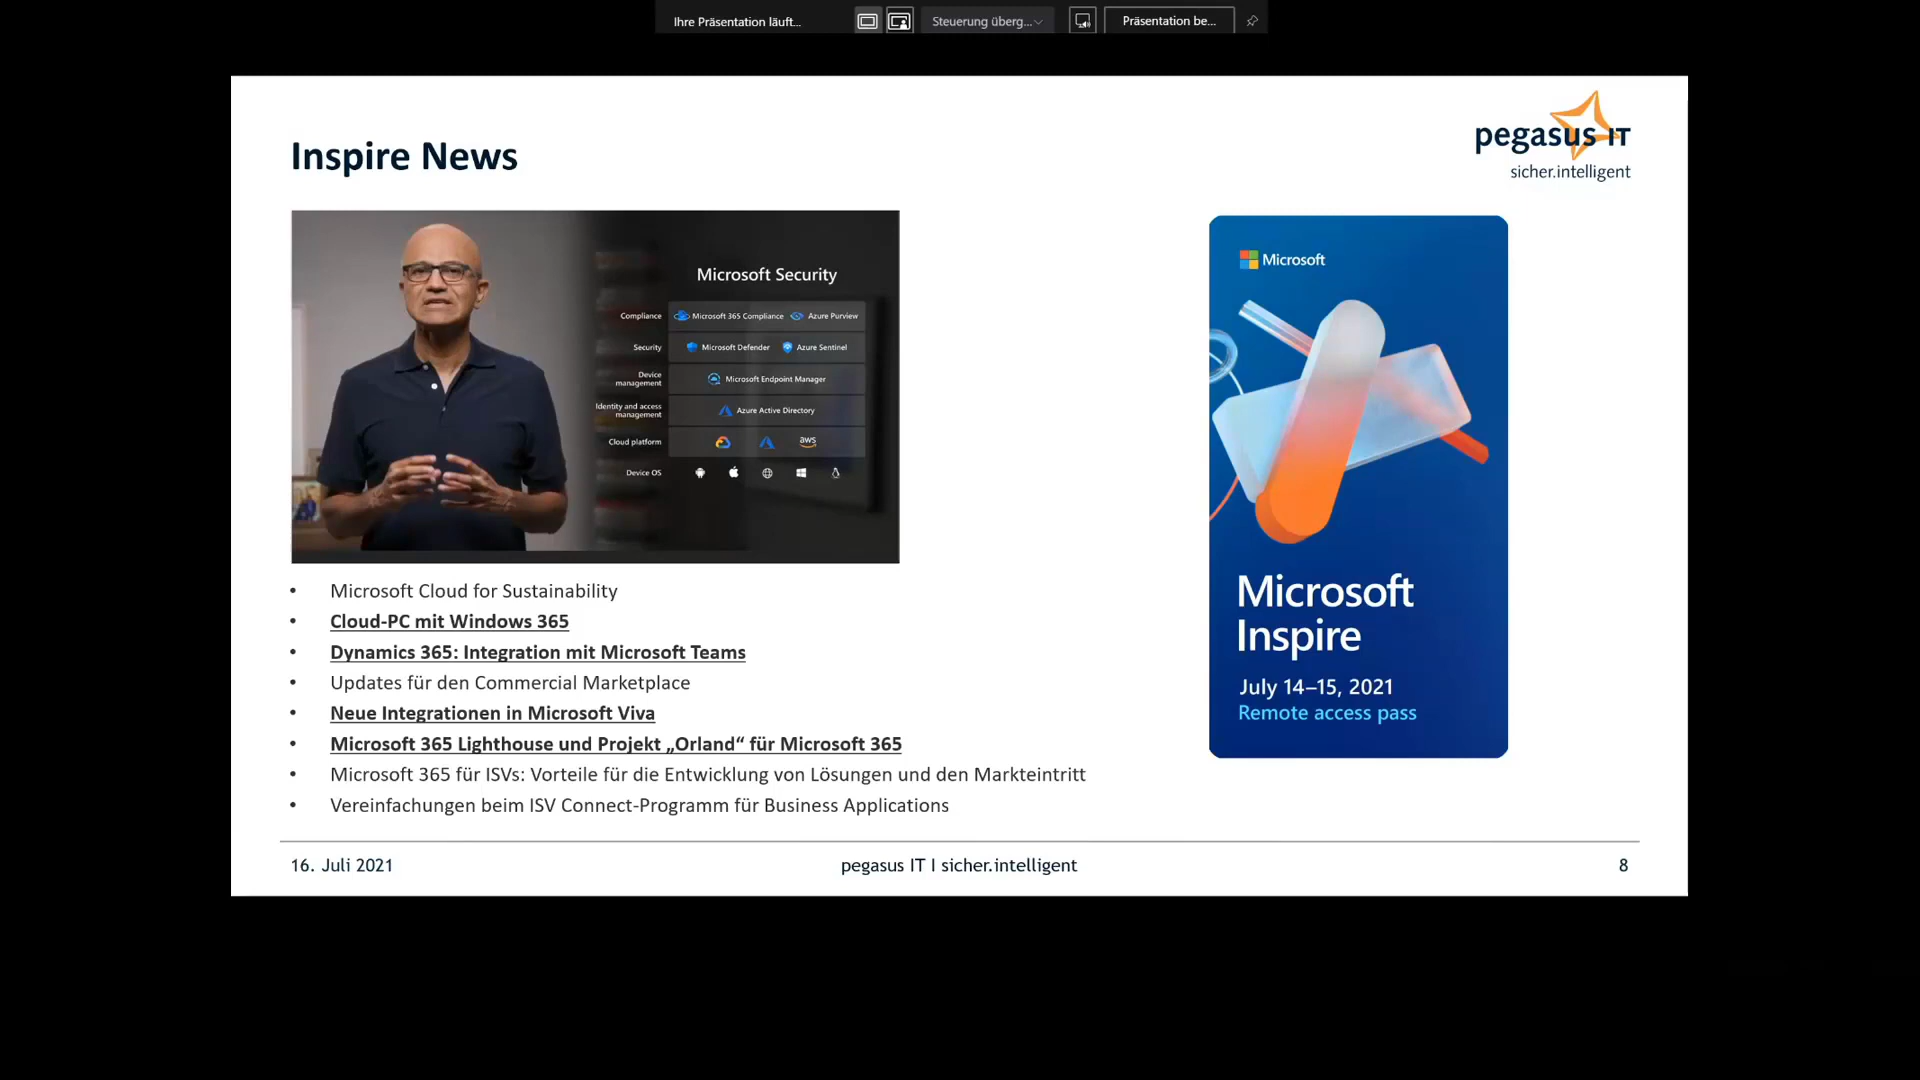 Ihre Präsentation läuft...
Steuerung überg...
Präsentation be...
pegasus IT
sicher.intelligent
Inspire News
Microsoft Security
Compliance Microsoft 365 Compliance Azure Purview
Security Microsoft Defender Azure Sentinel
Device
management
Microsoft Endpoint Manager
Identity and access
management
Azure Active Directory
Cloud platform aws
Device OS
• Microsoft Cloud for Sustainability
• Cloud-PC mit Windows 365
• Dynamics 365: Integration mit Microsoft Teams
• Updates für den Commercial Marketplace
• Neue Integrationen in Microsoft Viva
• Microsoft 365 Lighthouse und Projekt „Orland“ für Microsoft 365
• Microsoft 365 für ISVs: Vorteile für die Entwicklung von Lösungen und den Markteintritt
• Vereinfachungen beim ISV Connect-Programm für Business Applications
Microsoft
Microsoft
Inspire
July 14–15, 2021
Remote access pass
16. Juli 2021
pegasus IT I sicher.intelligent
8